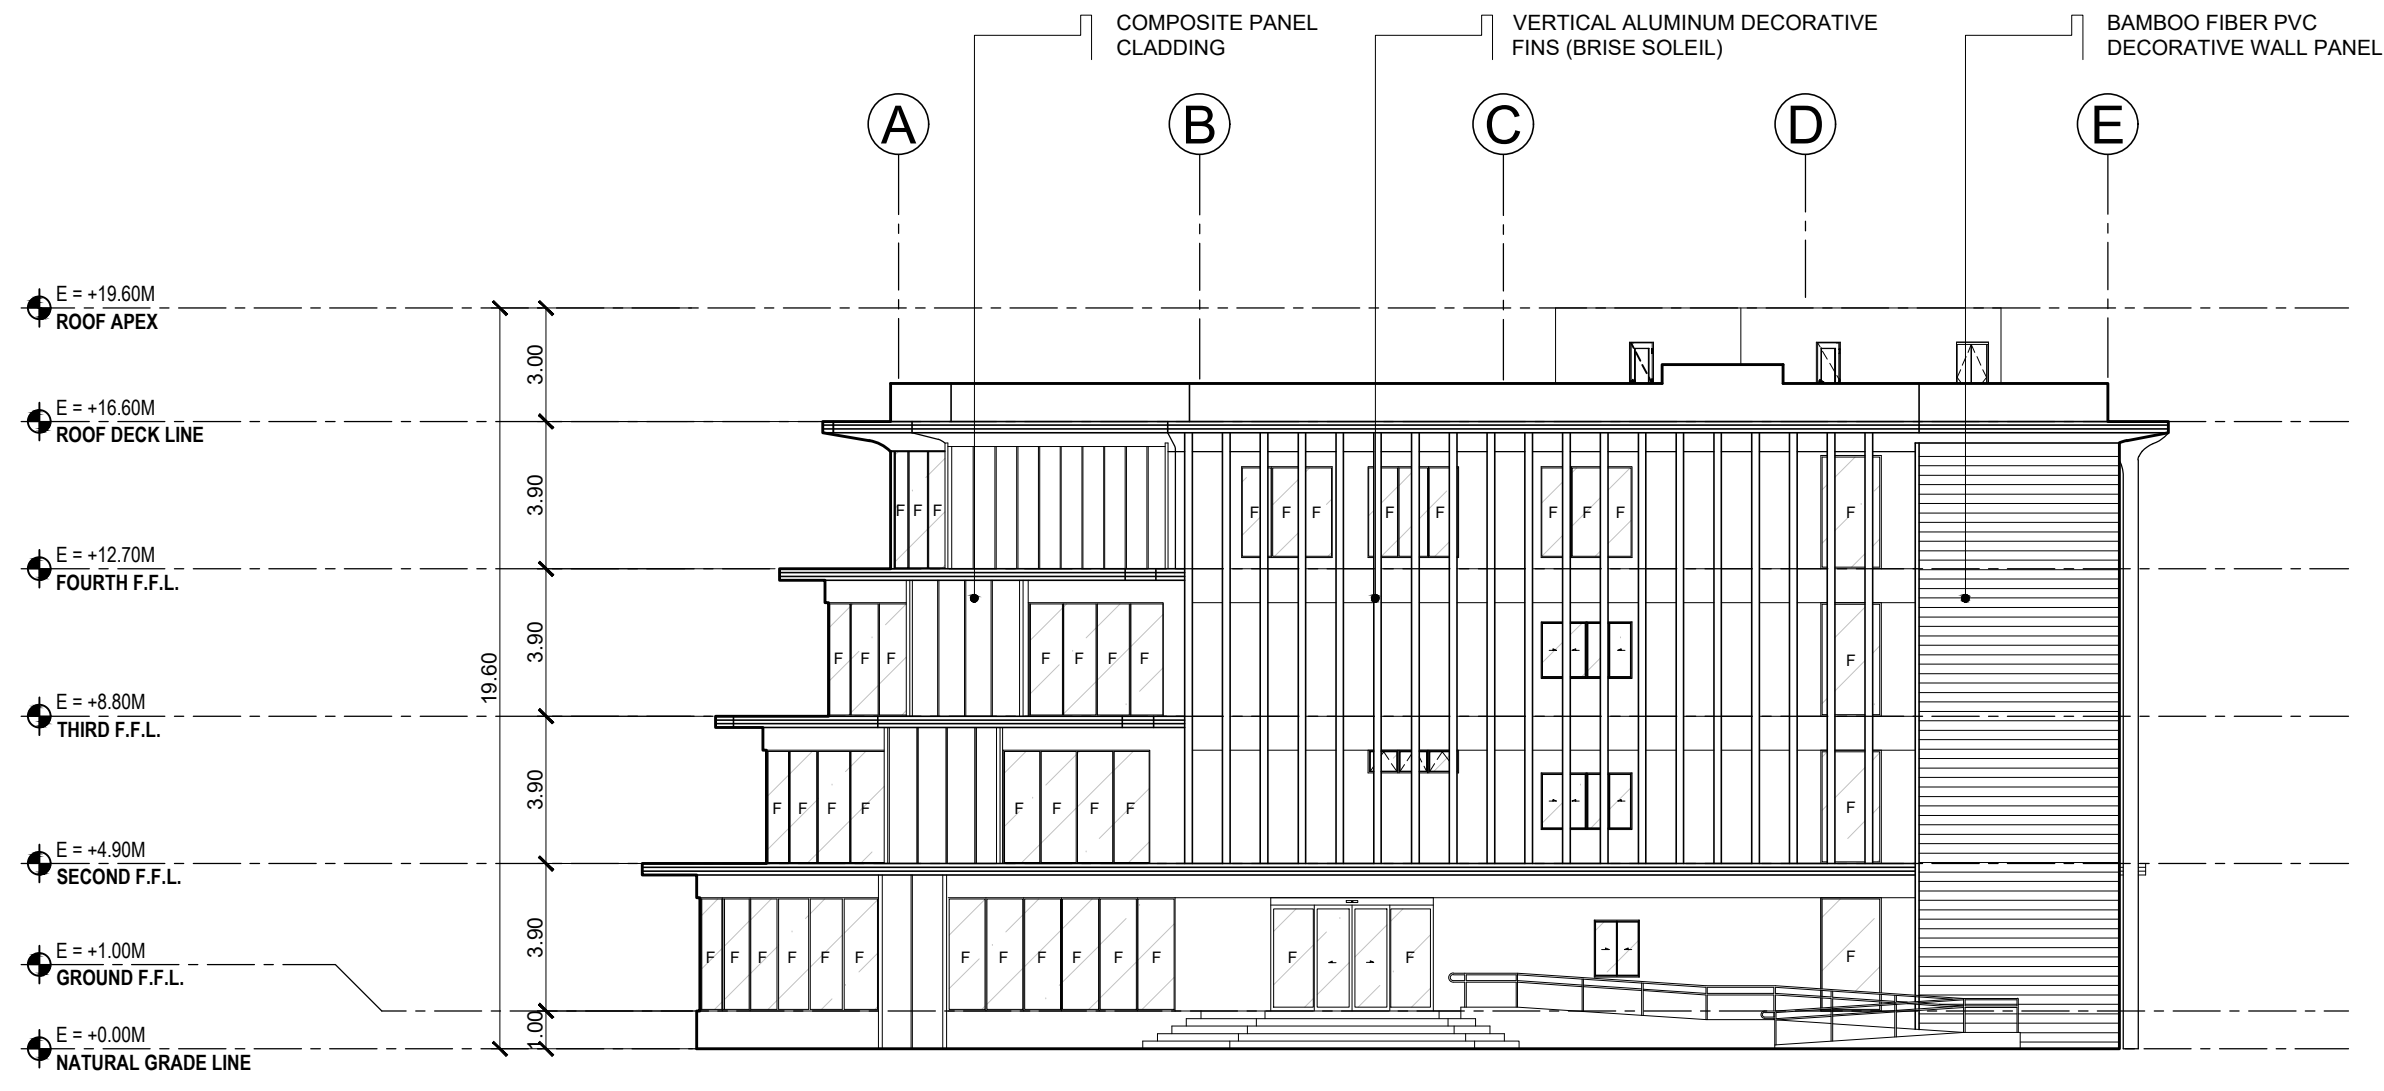 COMPOSITE PANEL
CLADDING
VERTICAL ALUMINUM DECORATIVE
FINS (BRISE SOLEIL)
BAMBOO FIBER PVC
DECORATIVE WALL PANEL
A
B
C
D
E
E = +19.60M
ROOF APEX
3.00
E = +16.60M
ROOF DECK LINE
3.90
F F F
F F F
F F
F F F
F
E = +12.70M
FOURTH F.F.L.
3.90
19.60
F F F
F F F F
F
E = +8.80M
THIRD F.F.L.
3.90
F F F F
F F F F
F
E = +4.90M
SECOND F.F.L.
3.90
F F F F F F
F F F F F F
F F
F
E = +1.00M
GROUND F.F.L.
1.00
E = +0.00M
NATURAL GRADE LINE